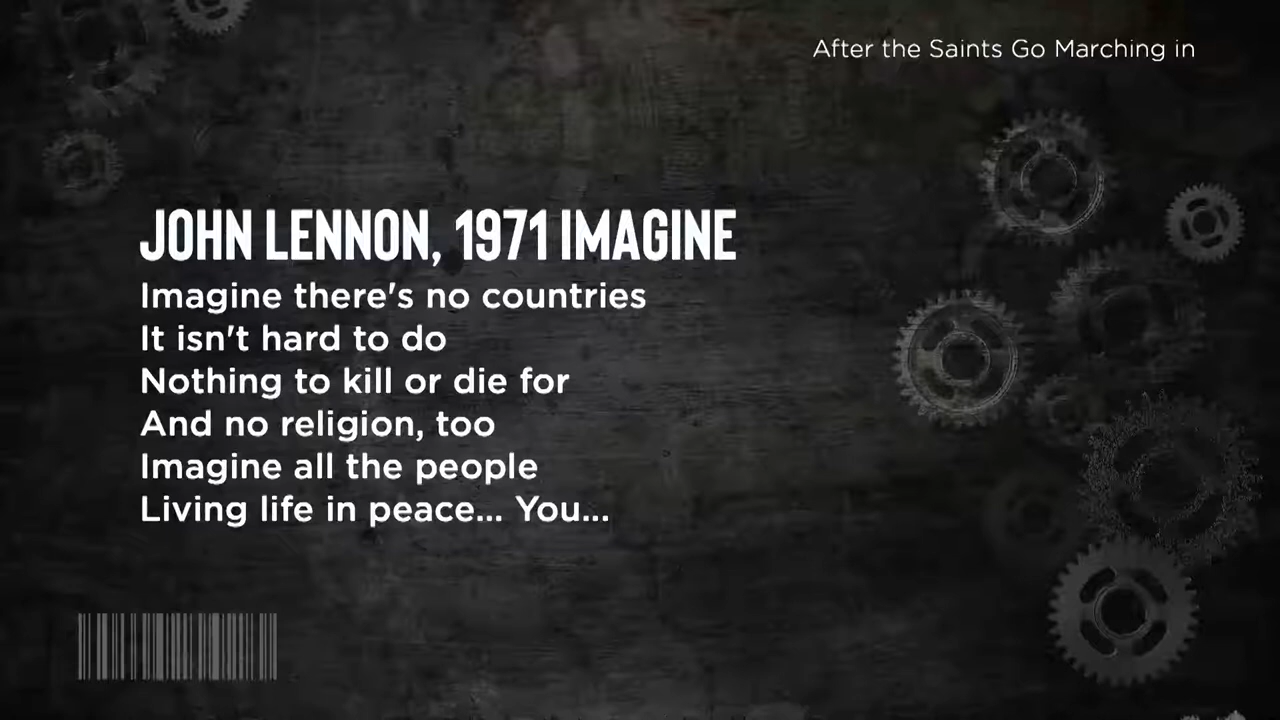 After the Saints Go Marching in
JOHN LENNON, 1971 IMAGINE
Imagine there's no countries
It isn't hard to do
Nothing to kill or die for
And no religion, too
Imagine all the people
Living life in peace... You...